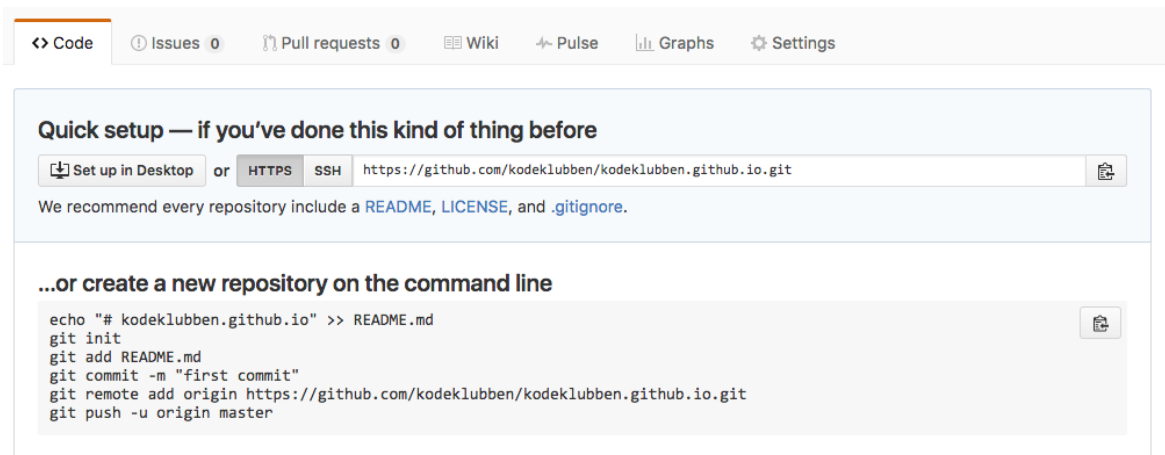 Code Issues 0 Pull requests 0 Wiki Pulse Graphs Settings
Quick setup — if you’ve done this kind of thing before
Set up in Desktop or HTTPS SSH https://github.com/kodeklubben/kodeklubben.github.io.git
We recommend every repository include a README, LICENSE, and .gitignore.
...or create a new repository on the command line
echo "# kodeklubben.github.io" >> README.md
git init
git add README.md
git commit -m "first commit"
git remote add origin https://github.com/kodeklubben/kodeklubben.github.io.git
git push -u origin master